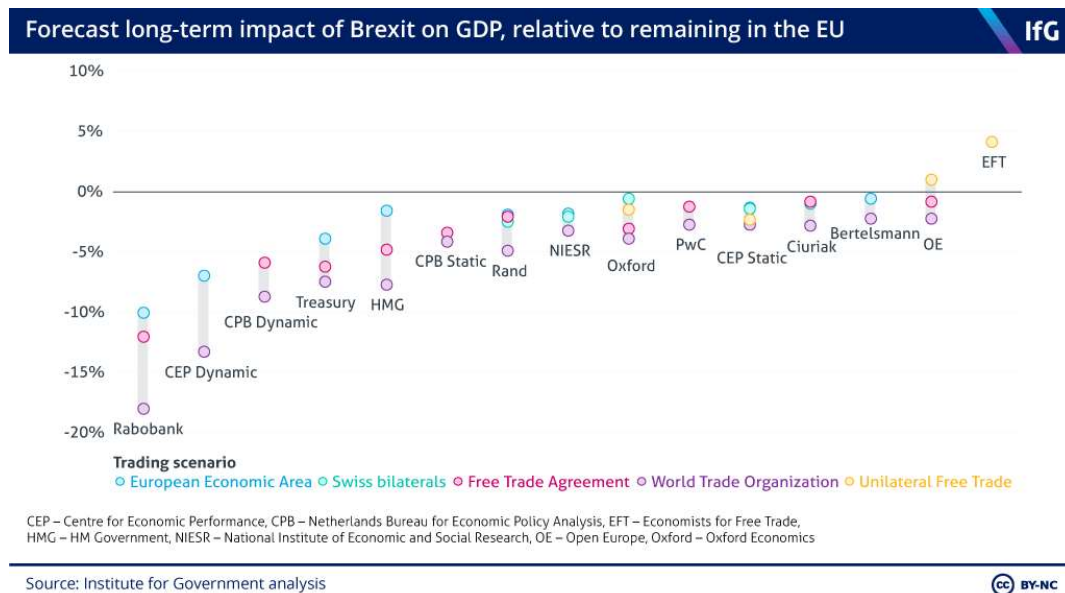 Forecast long-term impact of Brexit on GDP, relative to remaining in the EU
IfG
10%
5%
EFT
0%
Bertelsmann
OE
Ciuriak
PwC
CEP Static
NIESR
Oxford
-5%
CPB Static
Rand
Treasury
HMG
-10%
CPB Dynamic
-15%
CEP Dynamic
-20%
Rabobank
Trading scenario
European Economic Area Swiss bilaterals Free Trade Agreement World Trade Organization Unilateral Free Trade
CEP – Centre for Economic Performance, CPB – Netherlands Bureau for Economic Policy Analysis, EFT – Economists for Free Trade,
HMG – HM Government, NIESR – National Institute of Economic and Social Research, OE – Open Europe, Oxford – Oxford Economics
Source: Institute for Government analysis
cc BY-NC